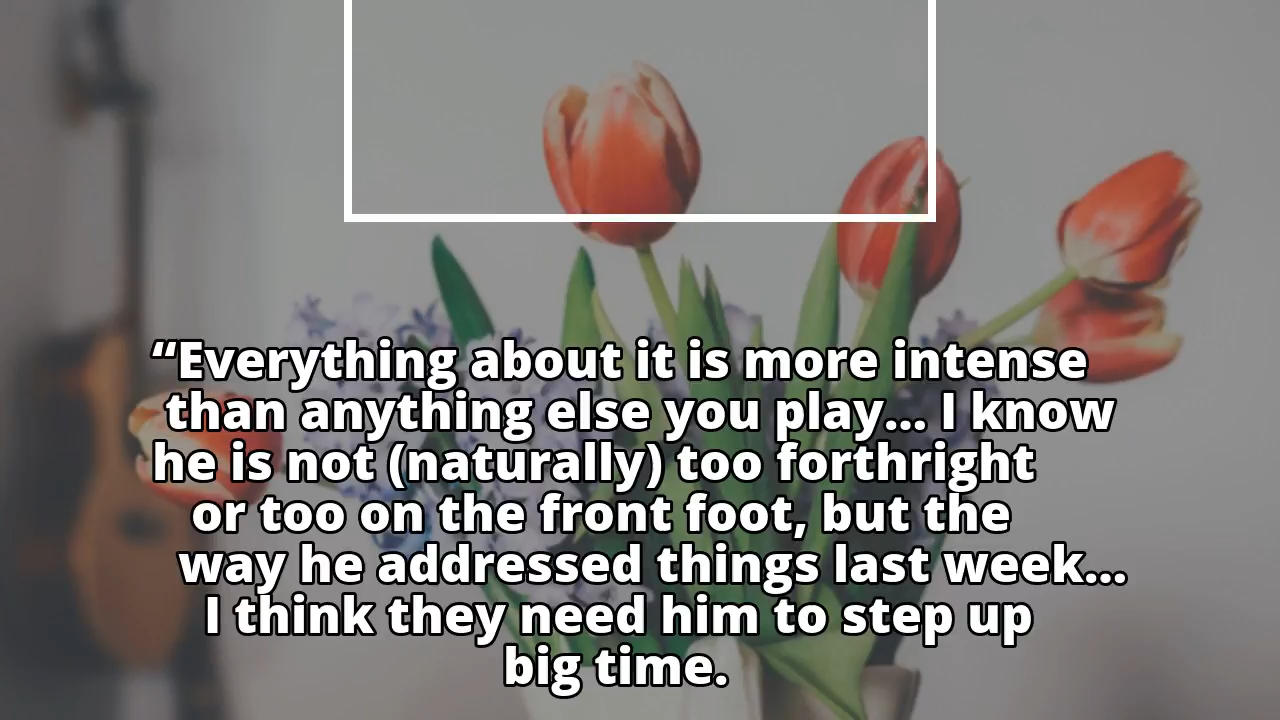 “Everything about it is more intense
than anything else you play... I know
he is not (naturally) too forthright
or too on the front foot, but the
way he addressed things last week...
I think they need him to step up
big time.